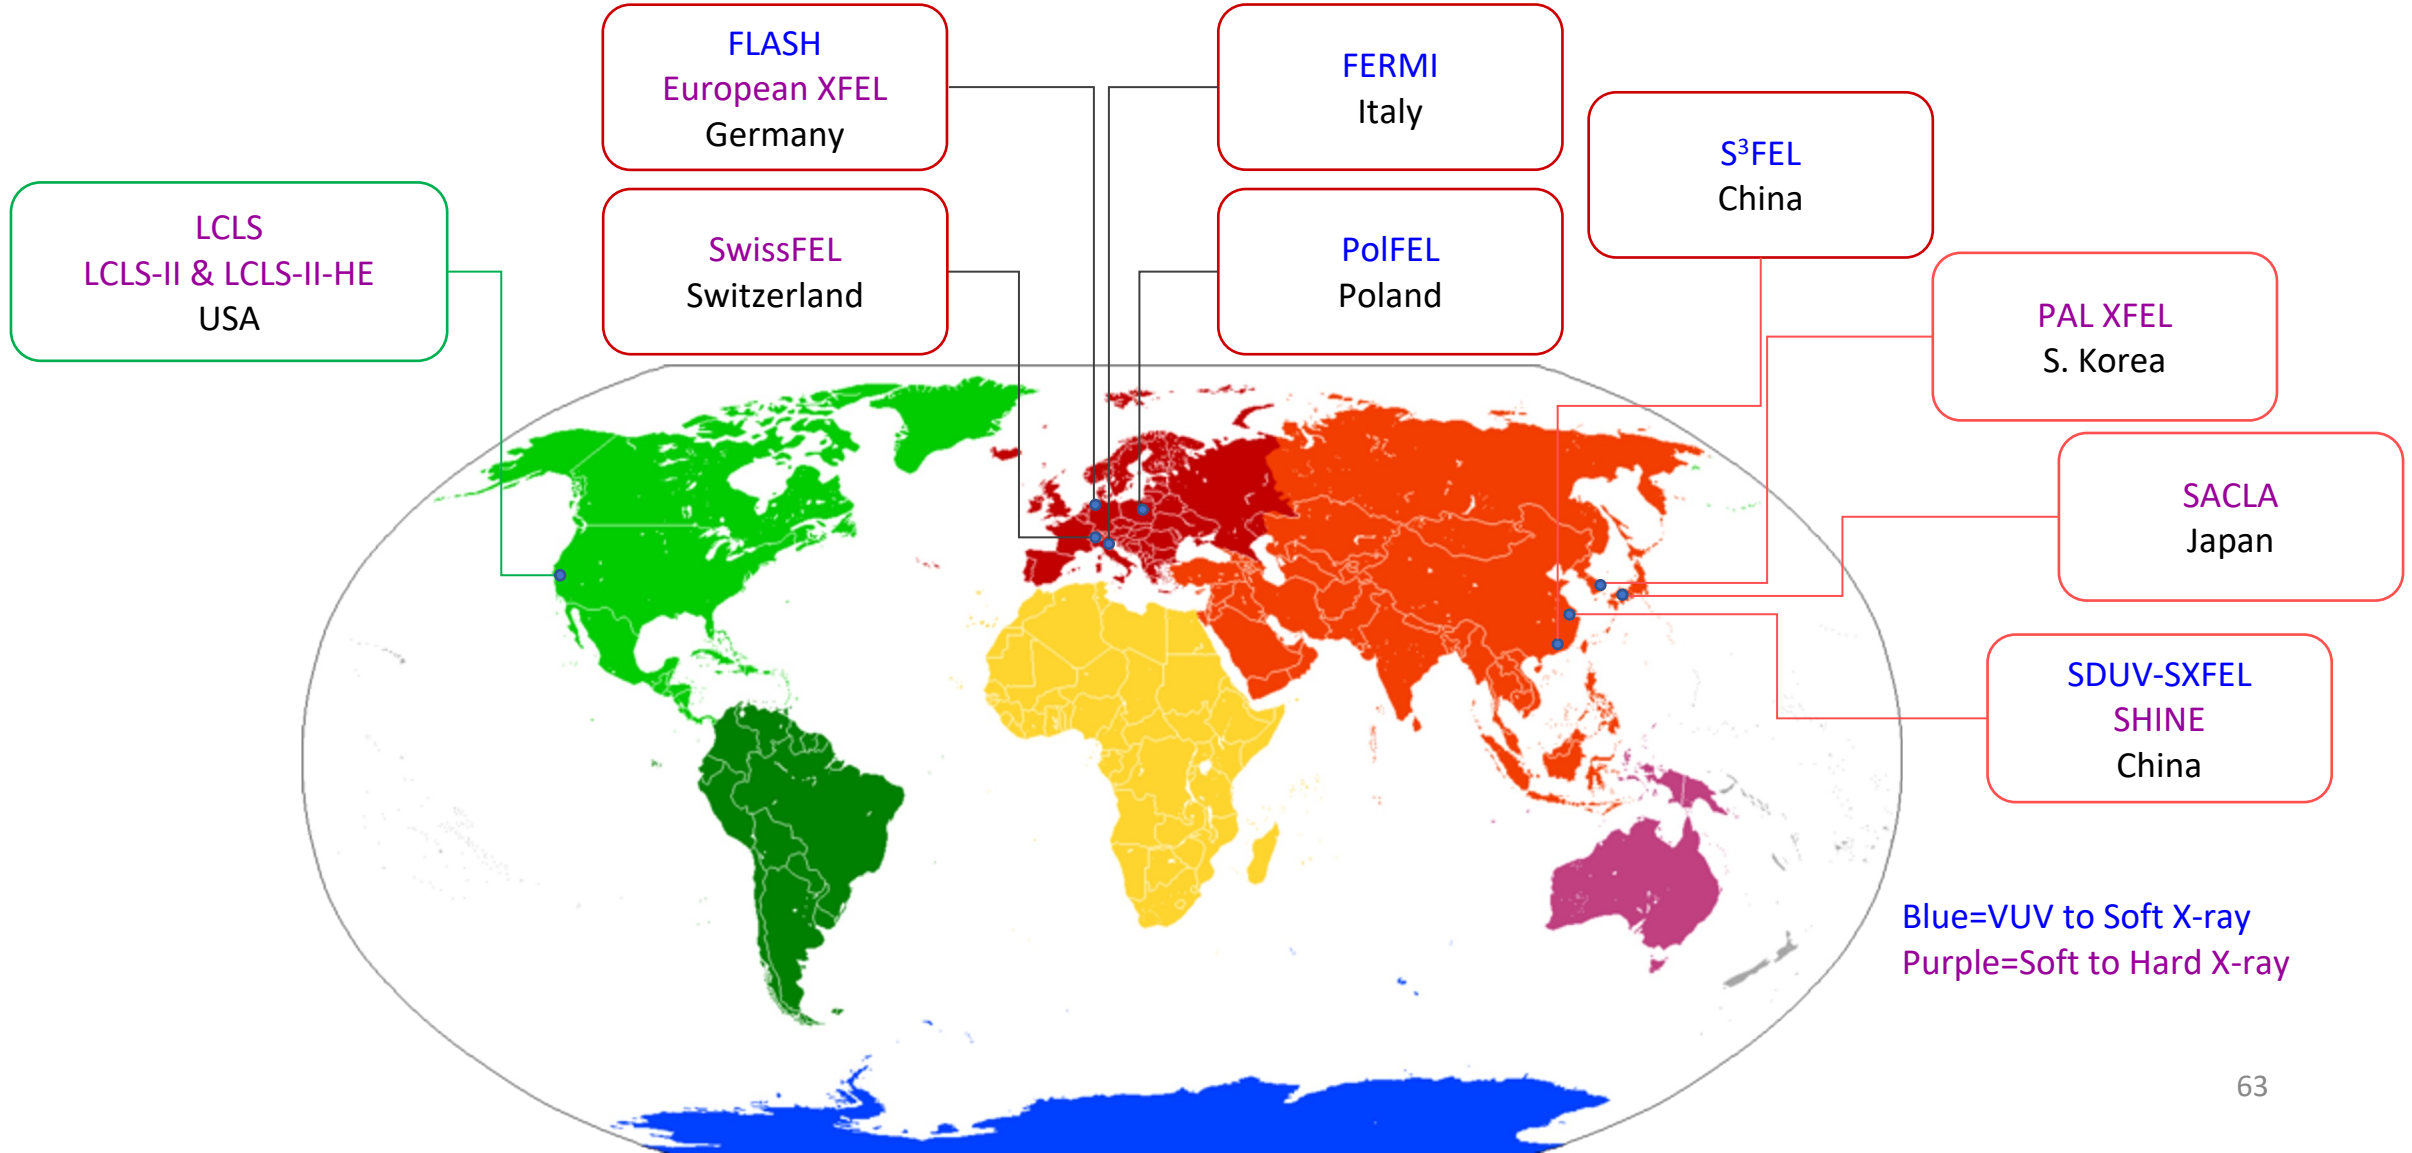 FLASH
European XFEL
Germany
FERMI
Italy
S³FEL
China
LCLS
LCLS-II & LCLS-II-HE
USA
SwissFEL
Switzerland
PolFEL
Poland
PAL XFEL
S. Korea
SACLA
Japan
SDUV-SXFEL
SHINE
China
Blue=VUV to Soft X-ray
Purple=Soft to Hard X-ray
63